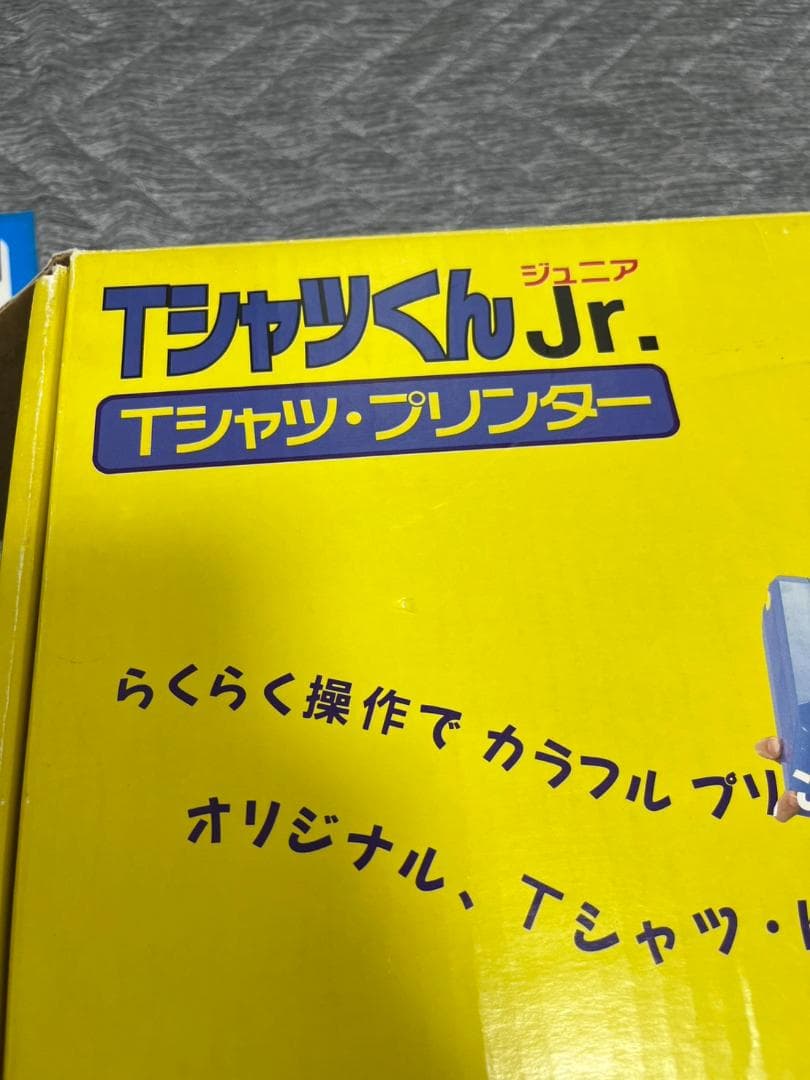 ジュニア
TシャツくんJr.
Tシャツ・プリンター
らくらく操作で カラフル プリ
オリジナル、Tシャツ・